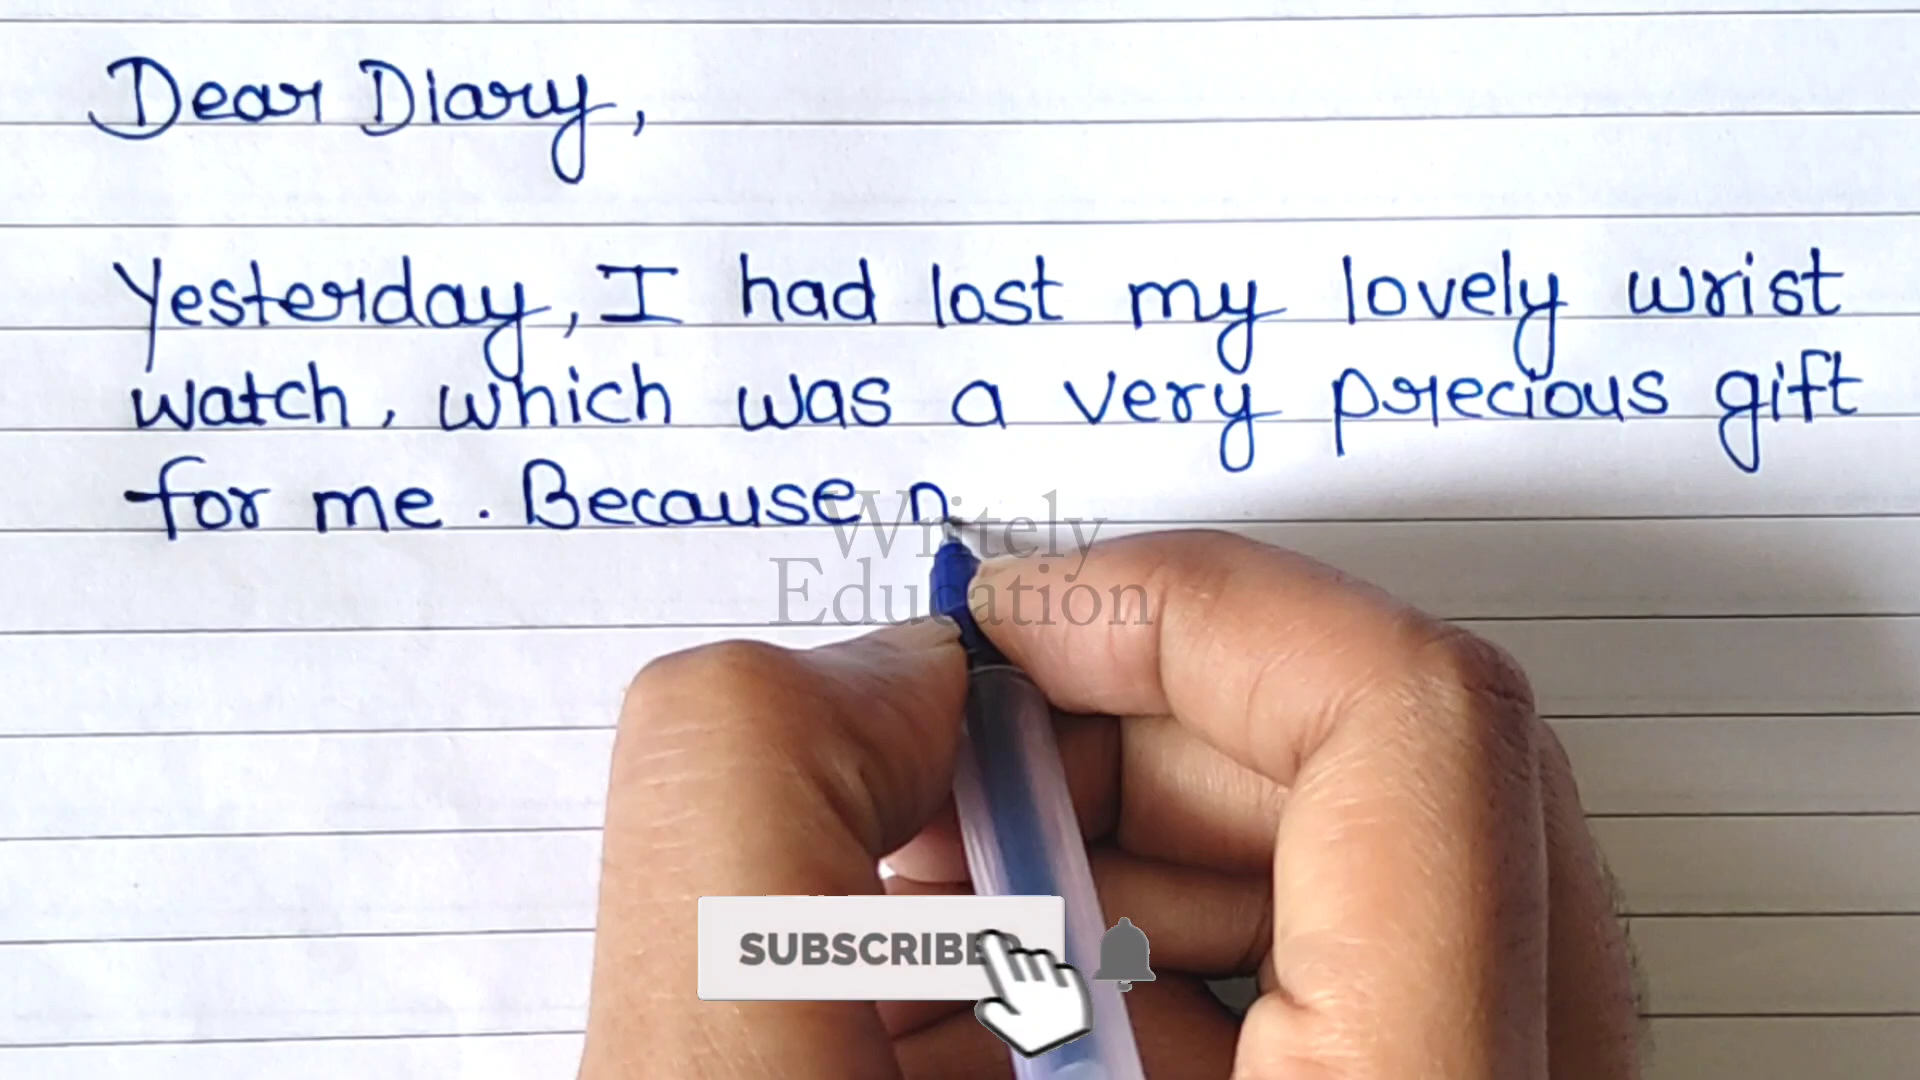 Dear Diary,
Yesterday, I had lost my lovely wrist
watch, which was a very precious gift
for me. Because
Writely
Education
SUBSCRIBED